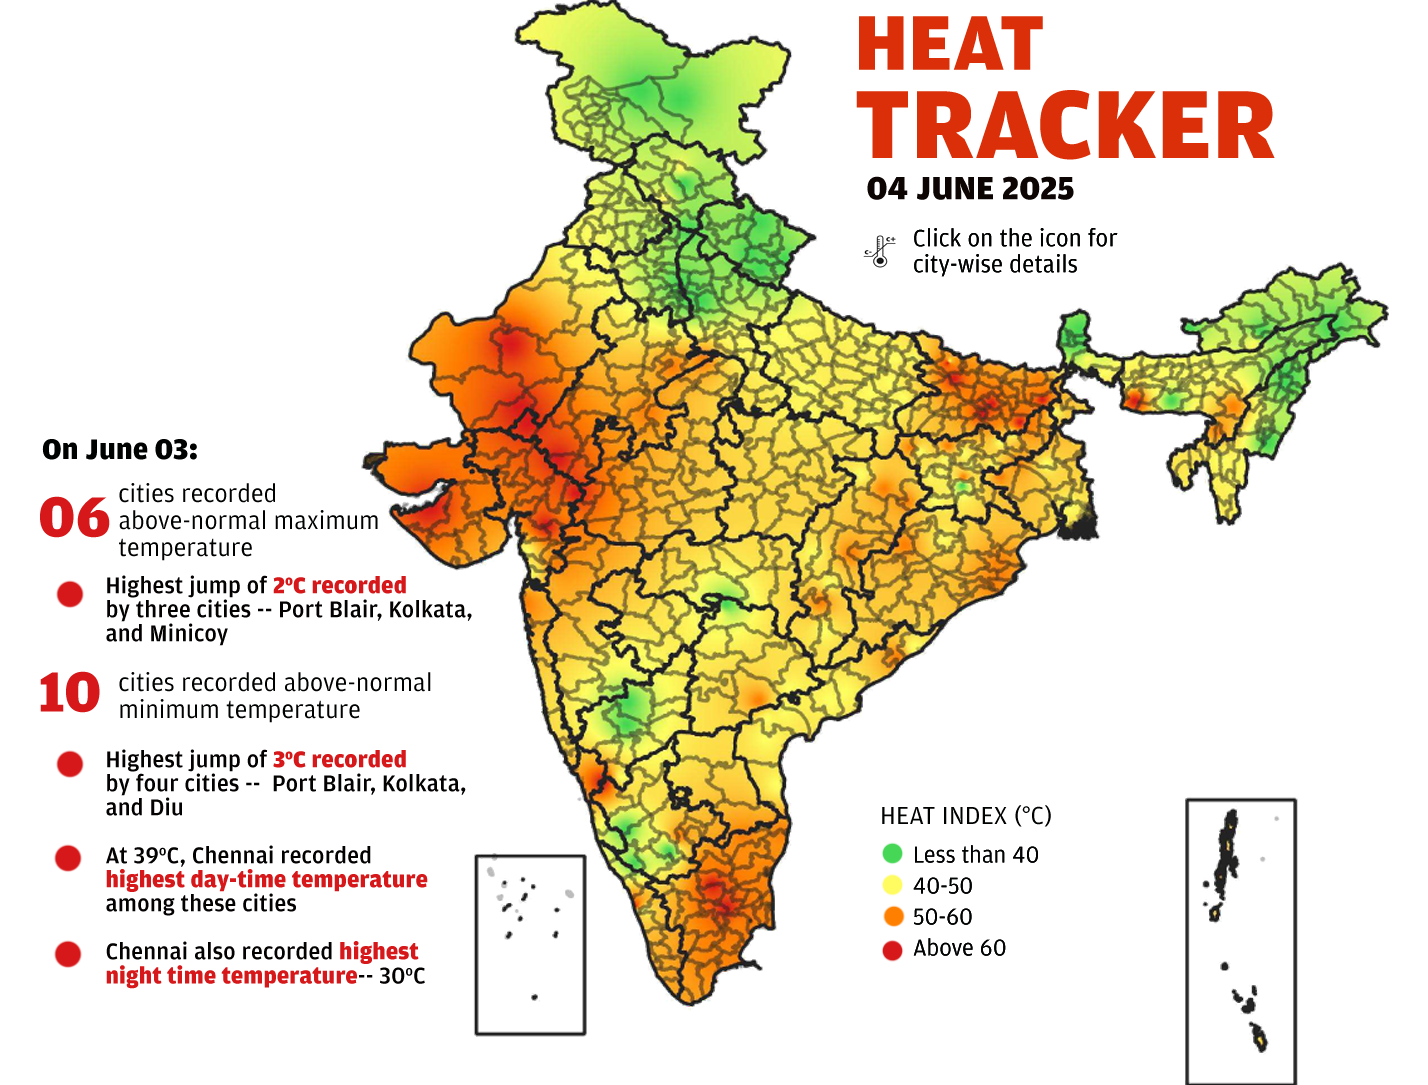 HEAT
TRACKER
04 JUNE 2025
Click on the icon for
city-wise details
On June 03:
06
cities recorded
above-normal maximum
temperature
Highest jump of 2ºC recorded
by three cities -- Port Blair, Kolkata,
and Minicoy
10
cities recorded above-normal
minimum temperature
Highest jump of 3ºC recorded
by four cities -- Port Blair, Kolkata,
and Diu
At 39ºC, Chennai recorded
highest day-time temperature
among these cities
Chennai also recorded highest
night time temperature-- 30ºC
HEAT INDEX (°C)
Less than 40
40-50
50-60
Above 60